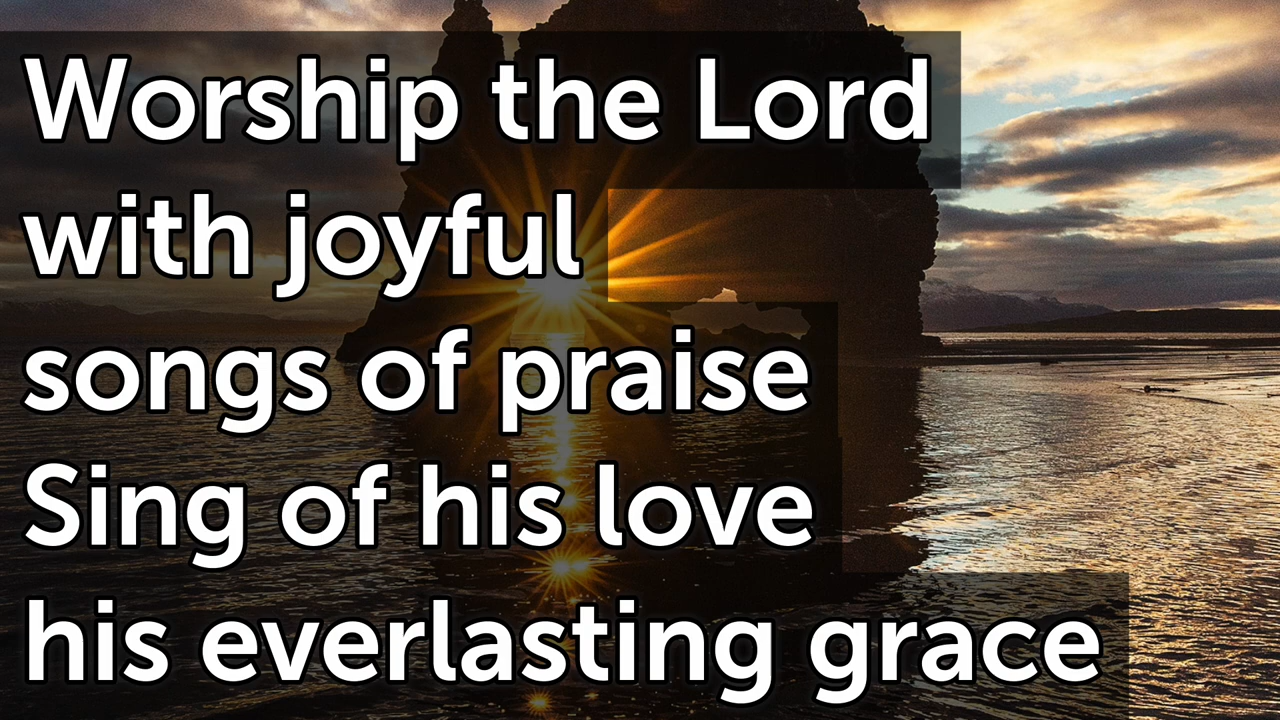 Worship the Lord
with joyful
songs of praise
Sing of his love
his everlasting grace